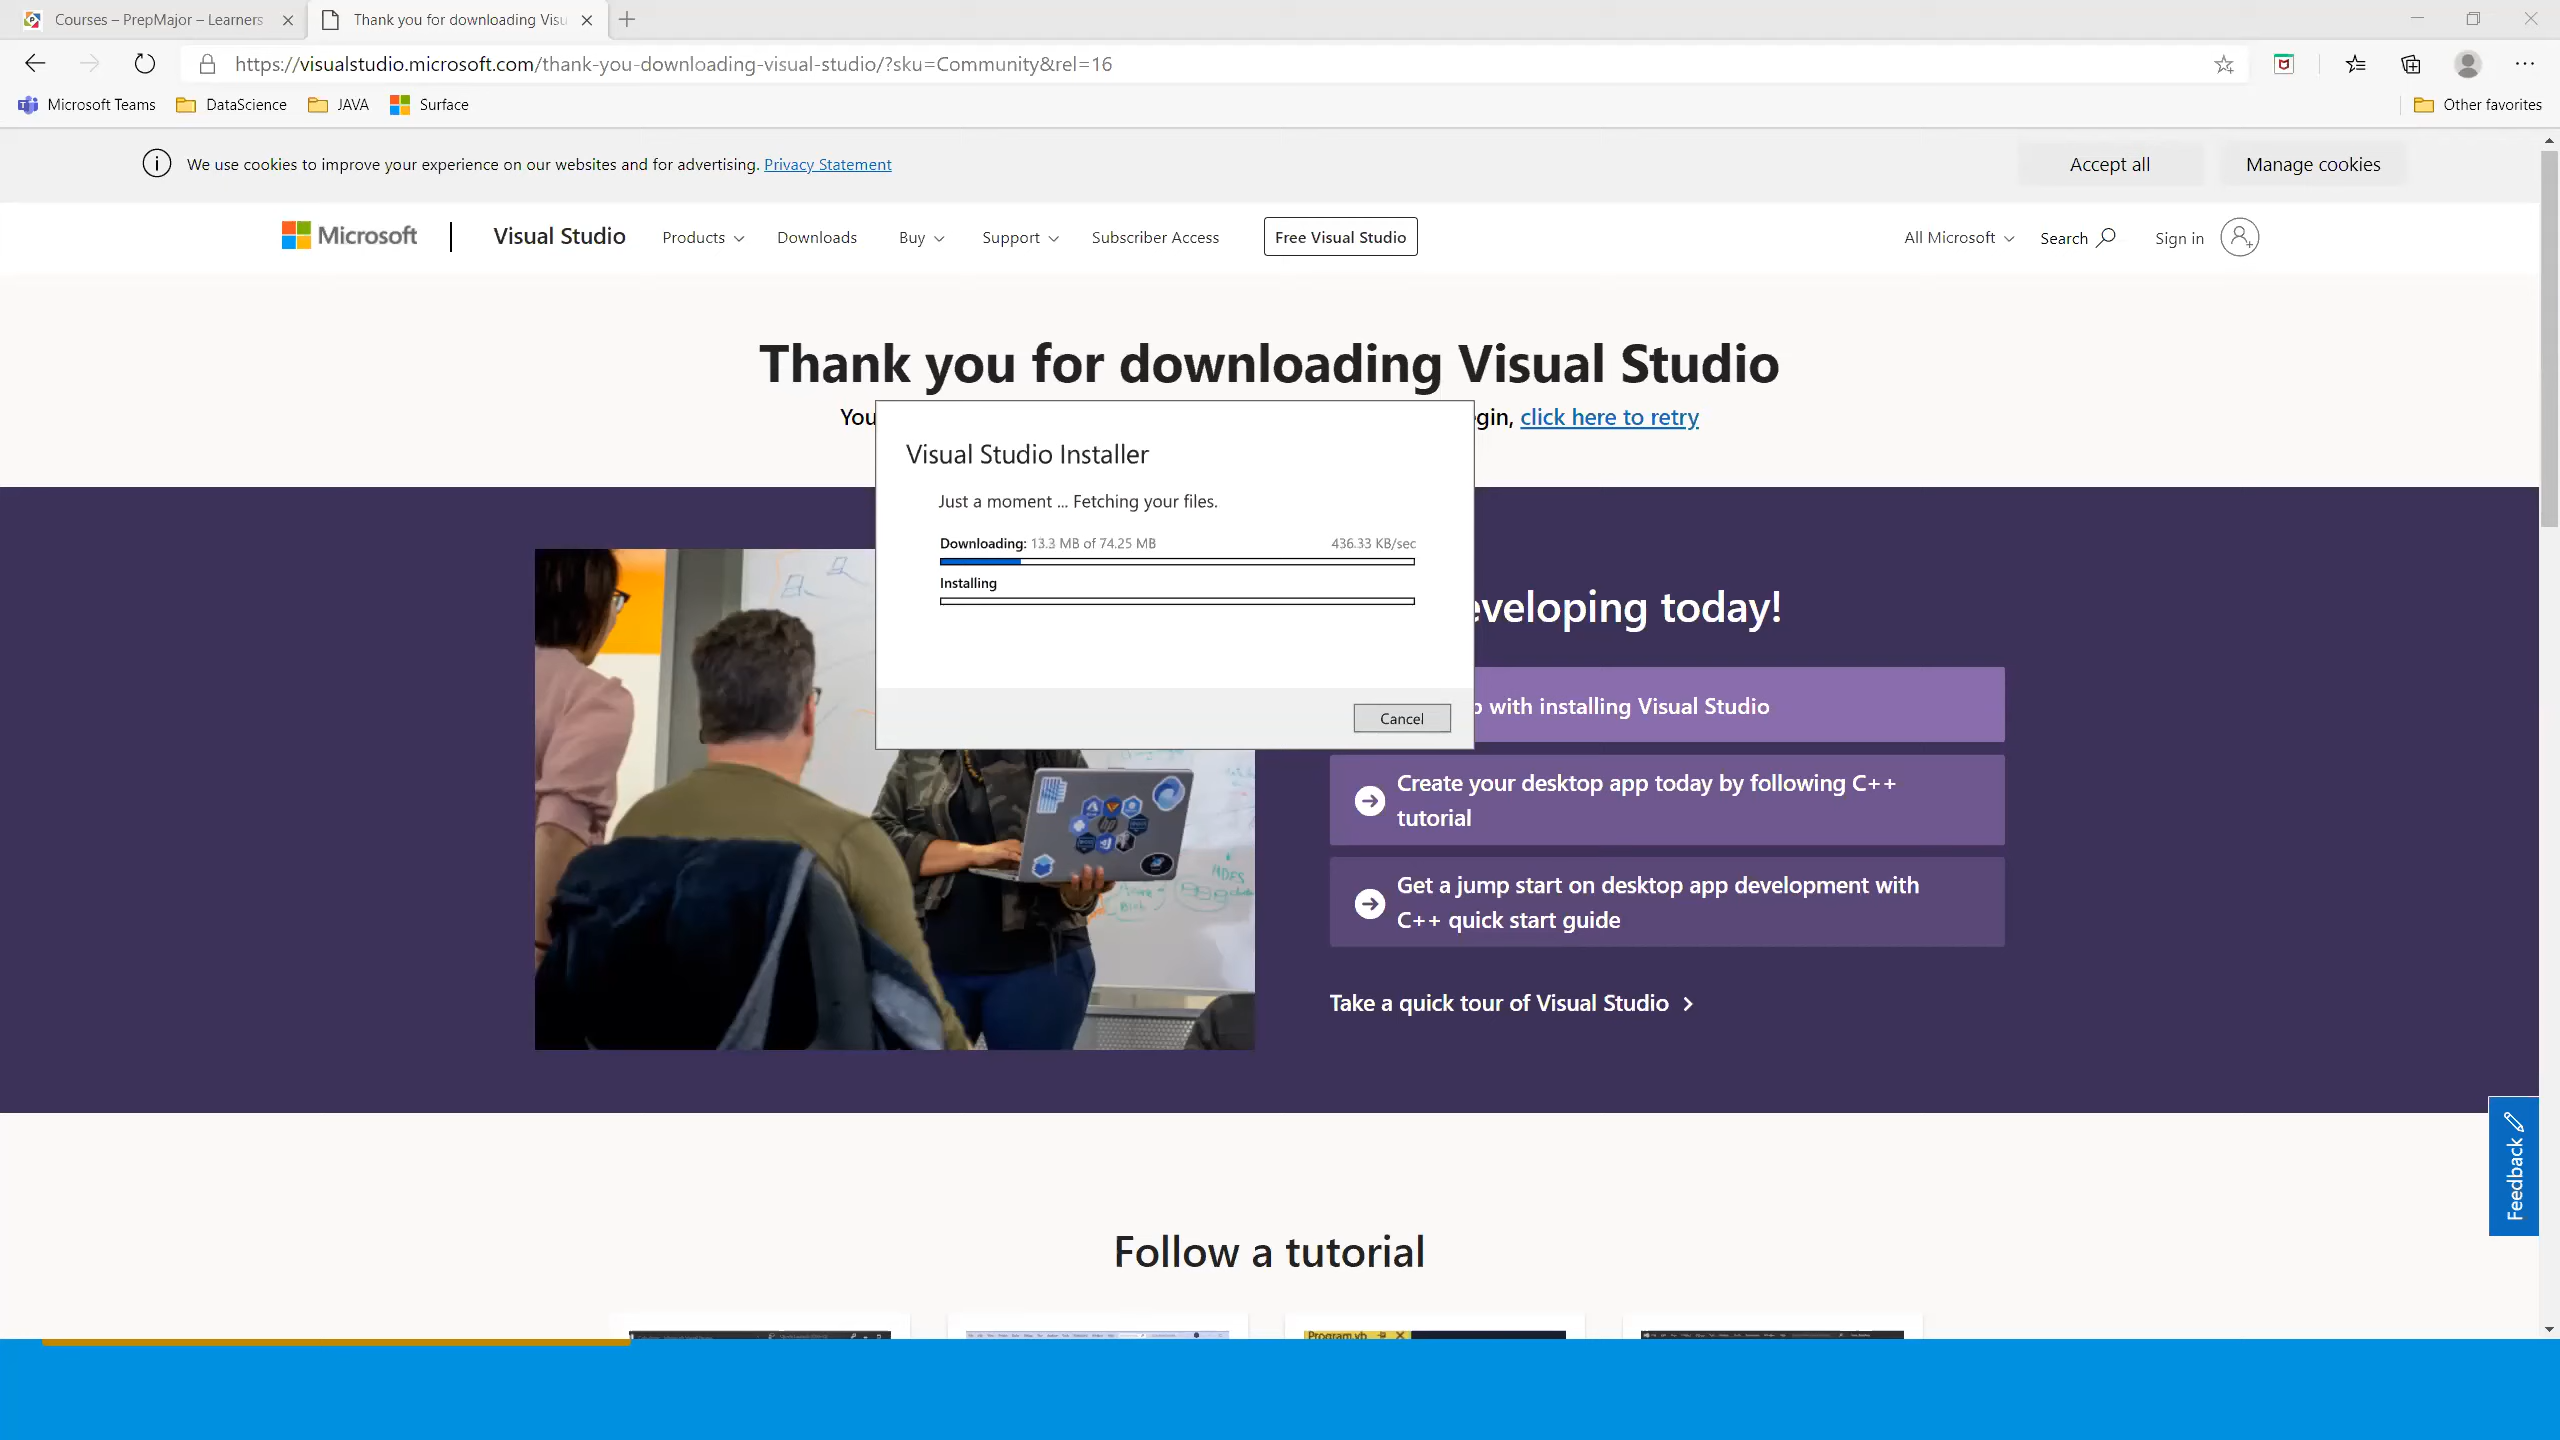 Courses – PrepMajor – Learners
Thank you for downloading Visu
https://visualstudio.microsoft.com/thank-you-downloading-visual-studio/?sku=Community&rel=16
Microsoft Teams
DataScience
JAVA
Surface
Other favorites
We use cookies to improve your experience on our websites and for advertising. Privacy Statement
Accept all
Manage cookies
Microsoft
Visual Studio
Products
Downloads
Buy
Support
Subscriber Access
Free Visual Studio
All Microsoft
Search
Sign in
Thank you for downloading Visual Studio
You
gin, click here to retry
Visual Studio Installer
Just a moment ... Fetching your files.
Downloading: 13.3 MB of 74.25 MB
436.33 KB/sec
Installing
Cancel
eveloping today!
with installing Visual Studio
Create your desktop app today by following C++
tutorial
Get a jump start on desktop app development with
C++ quick start guide
Take a quick tour of Visual Studio
Feedback
Follow a tutorial
Program.vb